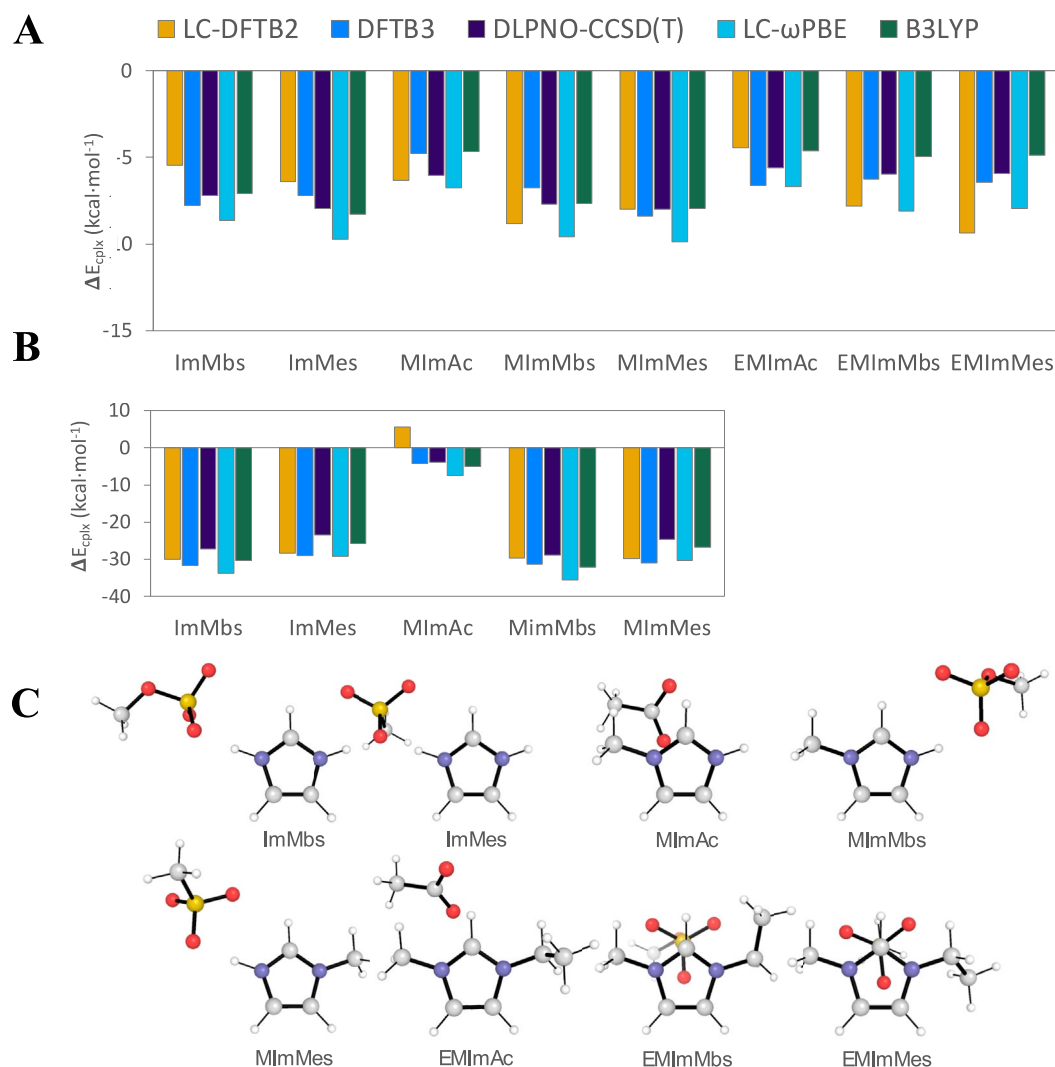 A
LC-DFTB2 DFTB3 DLPNO-CCSD(T) LC-ωPBE B3LYP
0
-5
.0
-15
ΔEcplx (kcal·mol-1)
ImMbs ImMes MImAc MImMbs MImMes EMImAc EMImMbs EMImMes
B
10
0
-10
-20
-30
-40
ΔEcplx (kcal·mol-1)
ImMbs ImMes MImAc MimMbs MImMes
C
ImMbs ImMes MImAc MImMbs
MImMes EMImAc EMImMbs EMImMes